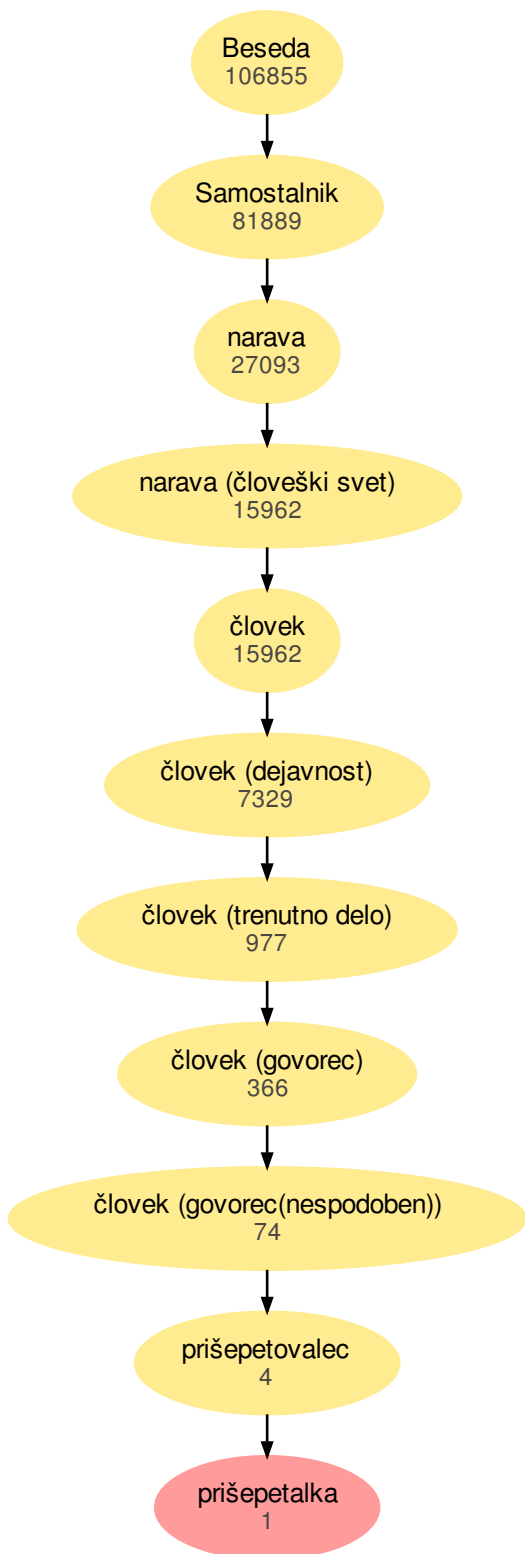 Beseda
106855
Samostalnik
81889
narava
27093
narava (človeški svet)
15962
človek
15962
človek (dejavnost)
7329
človek (trenutno delo)
977
človek (govorec)
366
človek (govorec(nespodoben))
74
prišepetovalec
4
prišepetalka
1